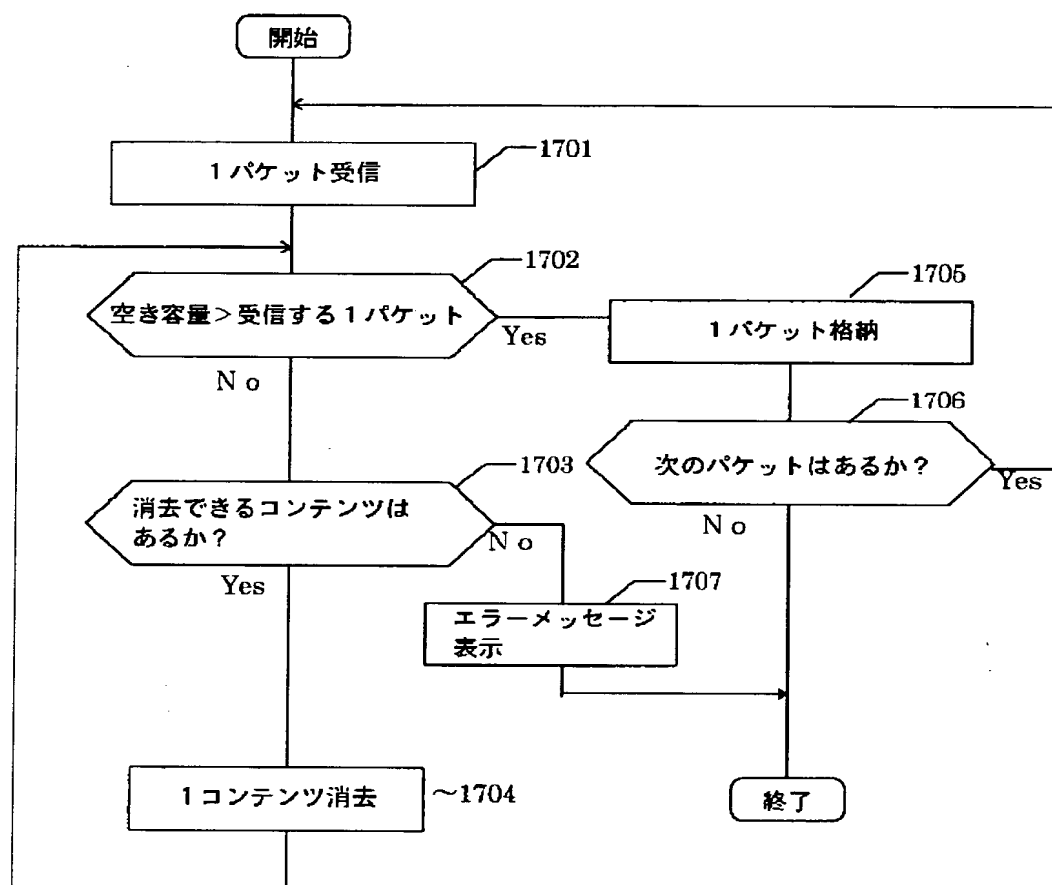 開始
1パケット受信
1701
空き容量>受信する1パケット
1702
Yes
No
1パケット格納
1705
次のパケットはあるか?
1706
Yes
No
消去できるコンテンツは
あるか?
1703
No
Yes
エラーメッセージ
表示
1707
1コンテンツ消去
~1704
終了